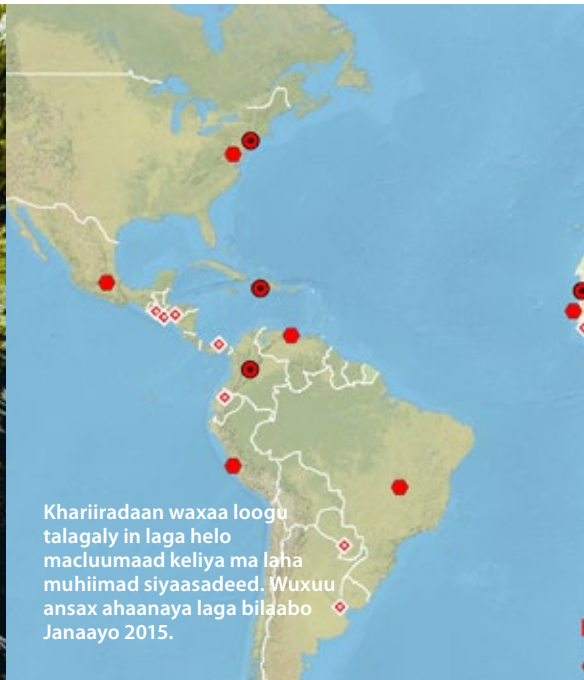 Khariiradaan waxaa loogu
talagaly in laga helo
macluumaad keliya ma laha
muhiimad siyaasadeed. Wuxuu
ansax ahaanaya laga bilaabo
Janaayo 2015.